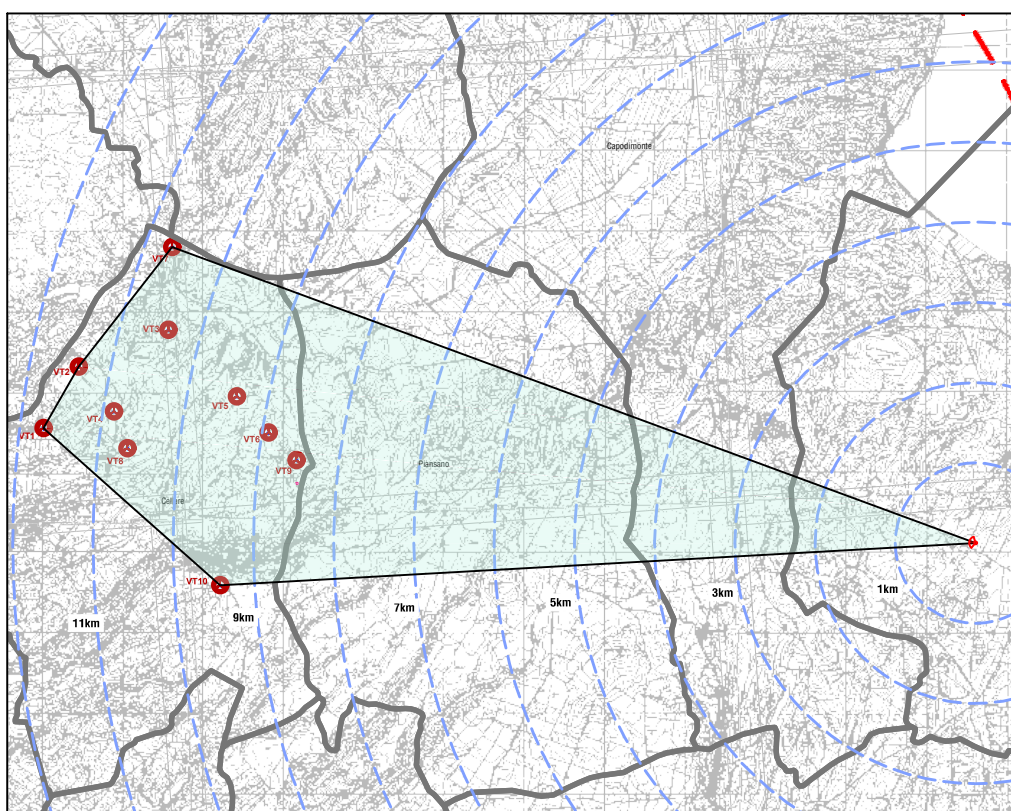 Capodimonte
VT7
VT3
VT2
VT5
VT4
VT1
VT6
VT8
VT9
Piansano
Cellere
VT10
1km
3km
5km
7km
9km
11km